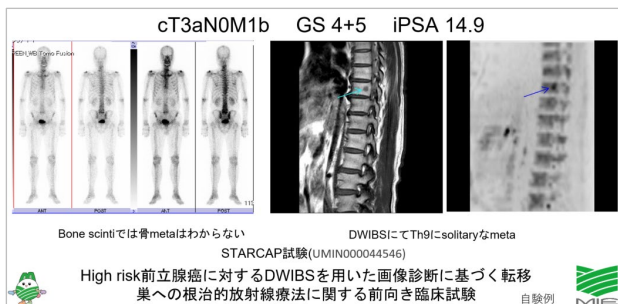 cT3aN0M1b GS 4+5 iPSA 14.9
ANT POST ANT POST
Bone scintiでは骨metaはわからない
DWIBSにてTh9にsolitaryなmeta
STARCAP試験(UMIN000044546)
High risk前立腺癌に対するDWIBSを用いた画像診断に基づく転移
巣への根治的放射線療法に関する前向き臨床試験
自験例
MIE